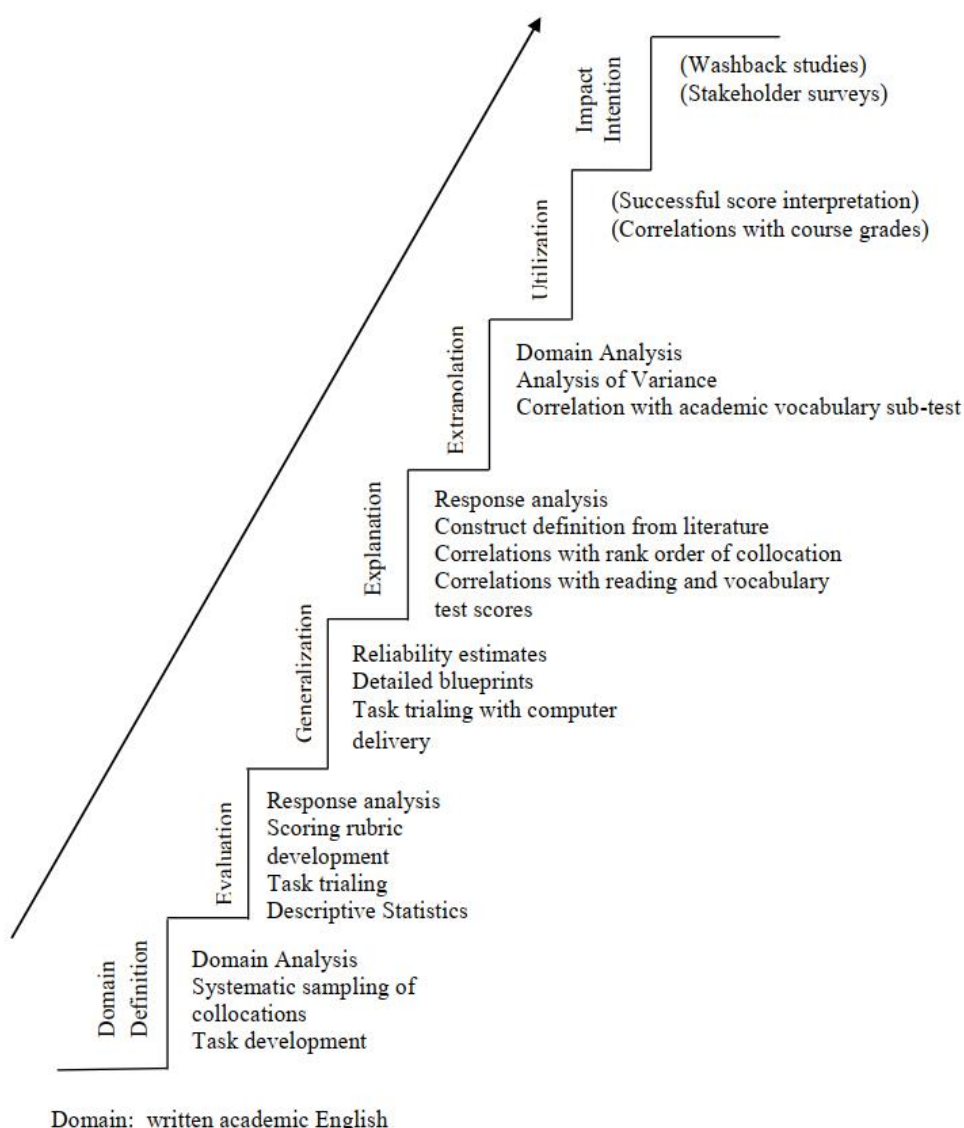 Impact
Intention
(Washback studies)
(Stakeholder surveys)
Utilization
(Successful score interpretation)
(Correlations with course grades)
Extrapolation
Domain Analysis
Analysis of Variance
Correlation with academic vocabulary sub-test
Explanation
Response analysis
Construct definition from literature
Correlations with rank order of collocation
Correlations with reading and vocabulary
test scores
Generalization
Reliability estimates
Detailed blueprints
Task trialing with computer
delivery
Evaluation
Response analysis
Scoring rubric
development
Task trialing
Descriptive Statistics
Domain
Definition
Domain Analysis
Systematic sampling of
collocations
Task development
Domain: written academic English